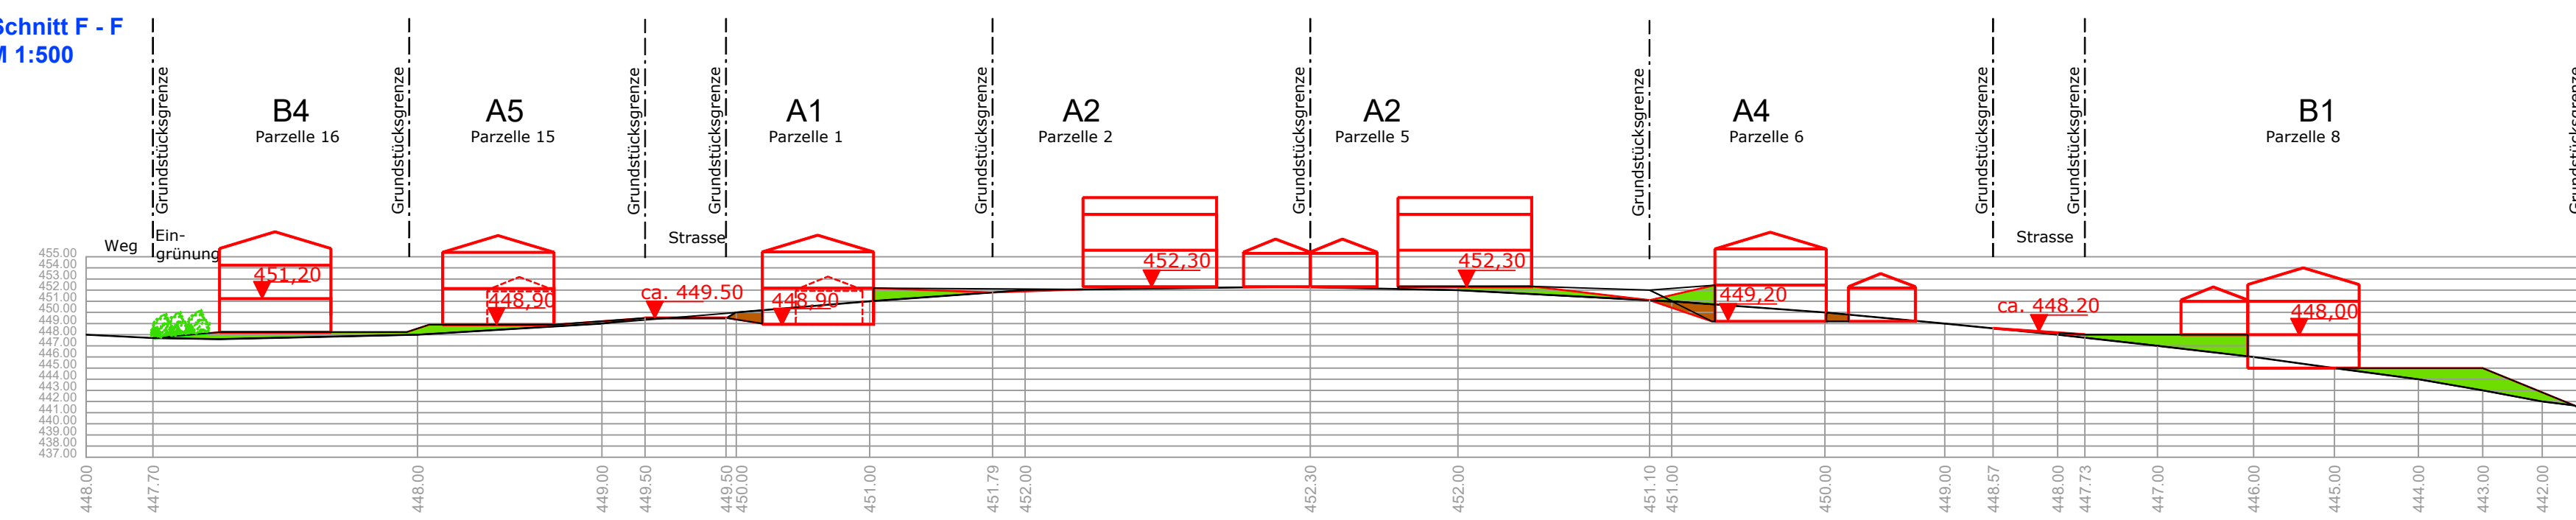 Schnitt F - F
M 1:500
Grundstücksgrenze
Grundstücksgrenze
Grundstücksgrenze
Grundstücksgrenze
Grundstücksgrenze
Grundstücksgrenze
Grundstücksgrenze
Grundstücksgrenze
Grundstücksgrenze
Grundstücksgrenze
B4
Parzelle 16
A5
Parzelle 15
A1
Parzelle 1
A2
Parzelle 2
A2
Parzelle 5
A4
Parzelle 6
B1
Parzelle 8
Weg
Ein-
grünung
Strasse
Strasse
451,20
448,90
ca. 449.50
448,90
452,30
452,30
449,20
ca. 448.20
448,00
455.00
454.00
453.00
452.00
451.00
450.00
449.00
448.00
447.00
446.00
445.00
444.00
443.00
442.00
441.00
440.00
439.00
438.00
437.00
448.00
447.70
448.00
449.00
449.50
449.50
450.00
451.00
451.79
452.00
452.30
452.00
451.10
451.00
450.00
449.00
448.57
448.00
447.73
447.00
446.00
445.00
444.00
443.00
442.00